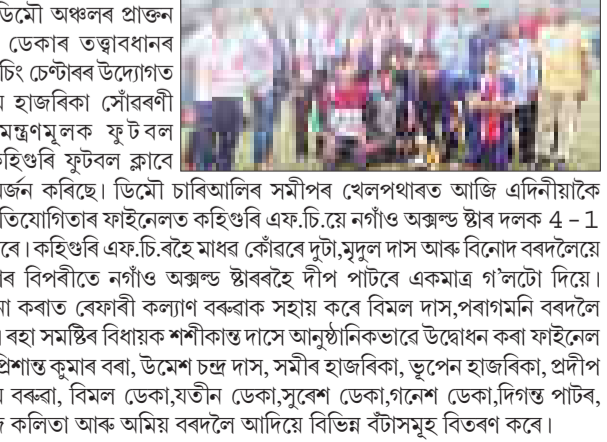 ডিমৌ অঞ্চলৰ প্ৰাক্তন
ডেকাৰ তত্ত্বাবধানৰ
চিং চেণ্টাৰৰ উদ্যোগত
হাজৰিকা সোঁৱৰণী
মন্ত্ৰণমূলক ফুটবল
কহিগুৰি ফুটবল ক্লাবে
ৰ্জন কৰিছে। ডিমৌ চাৰিআলিৰ সমীপৰ খেলপথাৰত আজি এদিনীয়াকৈ
তিযোগিতাৰ ফাইনেলত কহিগুৰি এফ.চি.য়ে নগাঁও অক্সল্ড ষ্টাৰ দলক 4 - 1
ৰে। কহিগুৰি এফ.চি.ৰহৈ মাধৱ কোঁৱৰে দুটা,মৃদুল দাস আৰু বিনোদ বৰদলৈয়ে
ৰ বিপৰীতে নগাঁও অক্সল্ড ষ্টাৰৰহৈ দীপ পাটৰে একমাত্ৰ গ'লটো দিয়ে।
না কৰাত ৰেফাৰী কল্যাণ বৰুৱাক সহায় কৰে বিমল দাস,পৰাগমনি বৰদলৈ
। ৰহা সমষ্টিৰ বিধায়ক শশীকান্ত দাসে আনুষ্ঠানিকভাৱে উদ্বোধন কৰা ফাইনেল
প্ৰিশান্ত কুমাৰ বৰা, উমেশ চন্দ্ৰ দাস, সমীৰ হাজৰিকা, ভূপেন হাজৰিকা, প্ৰদীপ
বৰুৱা, বিমল ডেকা,যতীন ডেকা,সুৰেশ ডেকা,গনেশ ডেকা,দিগন্ত পাটৰ,
কলিতা আৰু অমিয় বৰদলৈ আদিয়ে বিভিন্ন বঁটাসমূহ বিতৰণ কৰে।